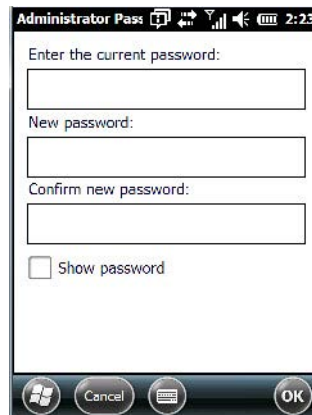 Administrator Pass 2:23
Enter the current password:
New password:
Confirm new password:
Show password
Cancel OK